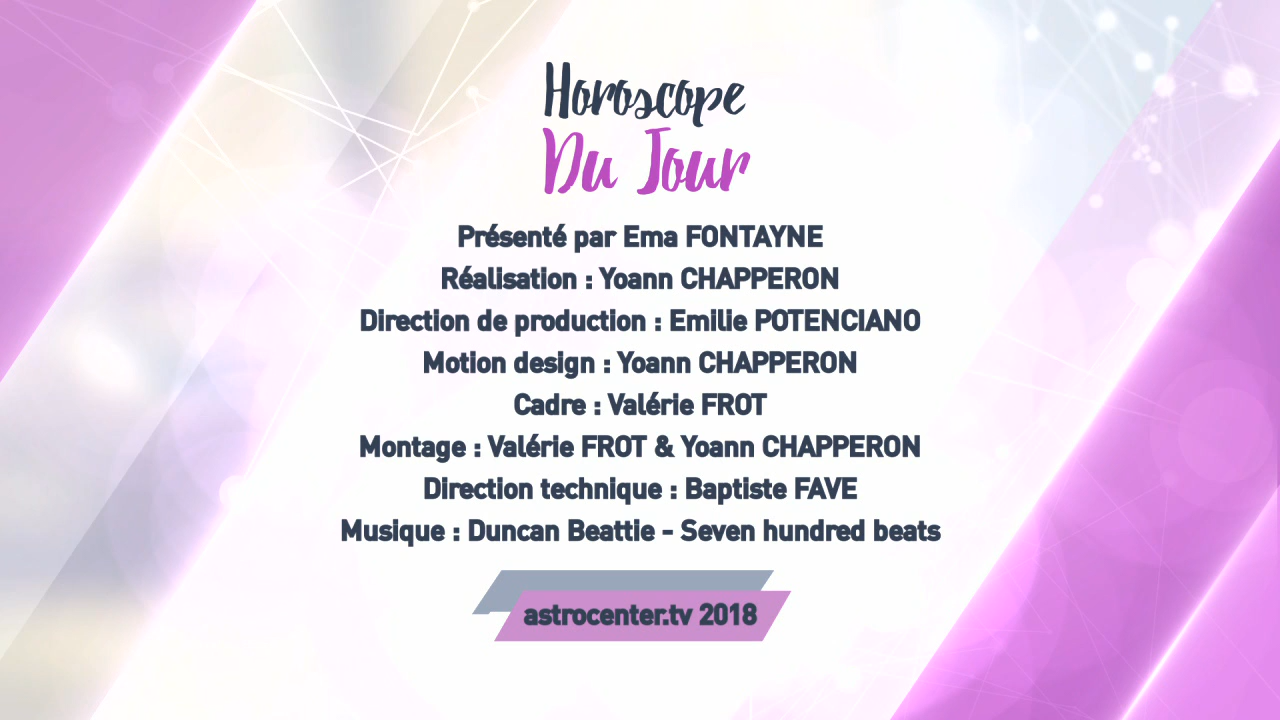 Horoscope
Du Jour
Présenté par Ema FONTAYNE
Réalisation : Yoann CHAPPERON
Direction de production : Emilie POTENCIANO
Motion design : Yoann CHAPPERON
Cadre : Valérie FROT
Montage : Valérie FROT & Yoann CHAPPERON
Direction technique : Baptiste FAVE
Musique : Duncan Beattie - Seven hundred beats
astrocenter.tv 2018